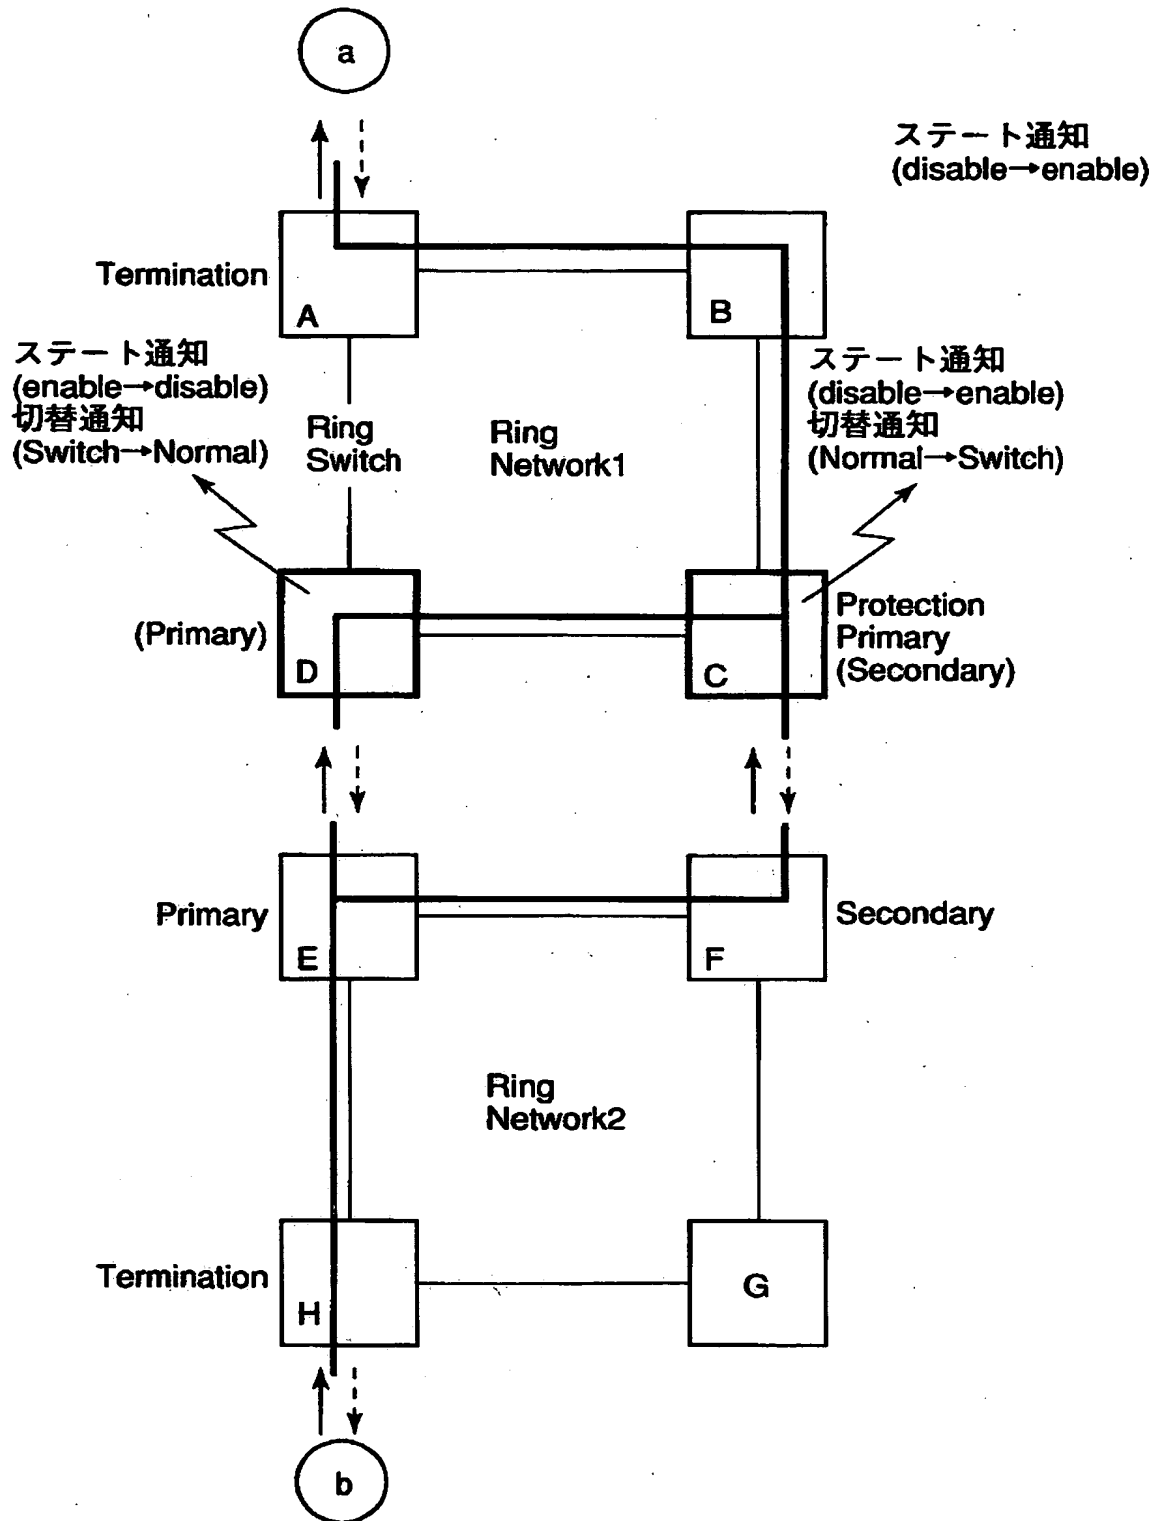 a
ステート通知
(disable→enable)
Termination
A
B
ステート通知
(enable→disable)
切替通知
(Switch→Normal)
Ring
Switch
Ring
Network1
ステート通知
(disable→enable)
切替通知
(Normal→Switch)
(Primary)
D
C
Protection
Primary
(Secondary)
Primary
E
F
Secondary
Ring
Network2
Termination
H
G
b